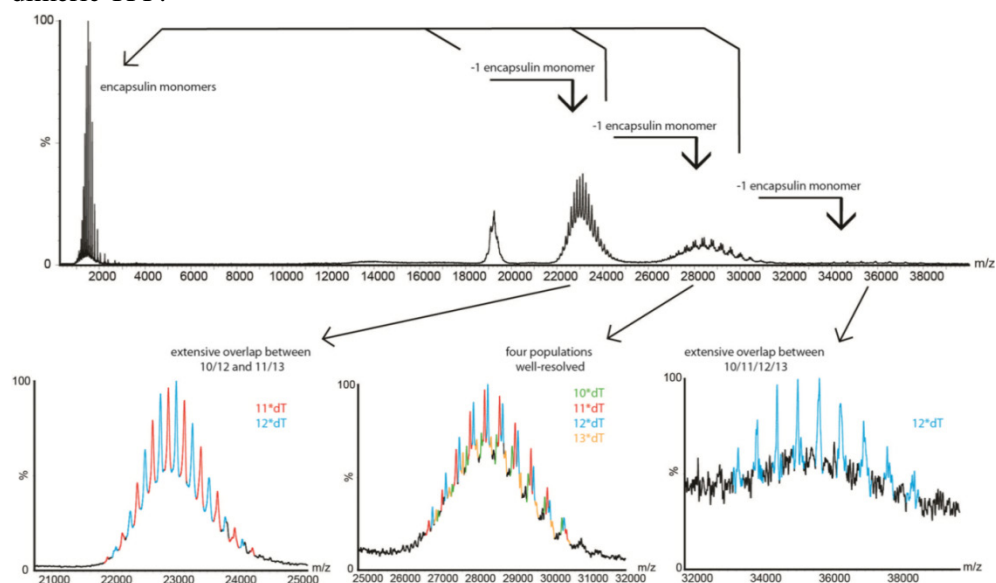 100
encapsulin monomers
-1 encapsulin monomer
-1 encapsulin monomer
-1 encapsulin monomer
%
0
2000 4000 6000 8000 10000 12000 14000 16000 18000 20000 22000 24000 26000 28000 30000 32000 34000 36000 38000 m/z
extensive overlap between
10/12 and 11/13
four populations
well-resolved
extensive overlap between
10/11/12/13
100
11*dT
12*dT
%
0
21000 22000 23000 24000 25000 m/z
100
10*dT
11*dT
12*dT
13*dT
%
0
25000 26000 27000 28000 29000 30000 31000 32000 m/z
100
12*dT
%
0
32000 34000 36000 38000 m/z